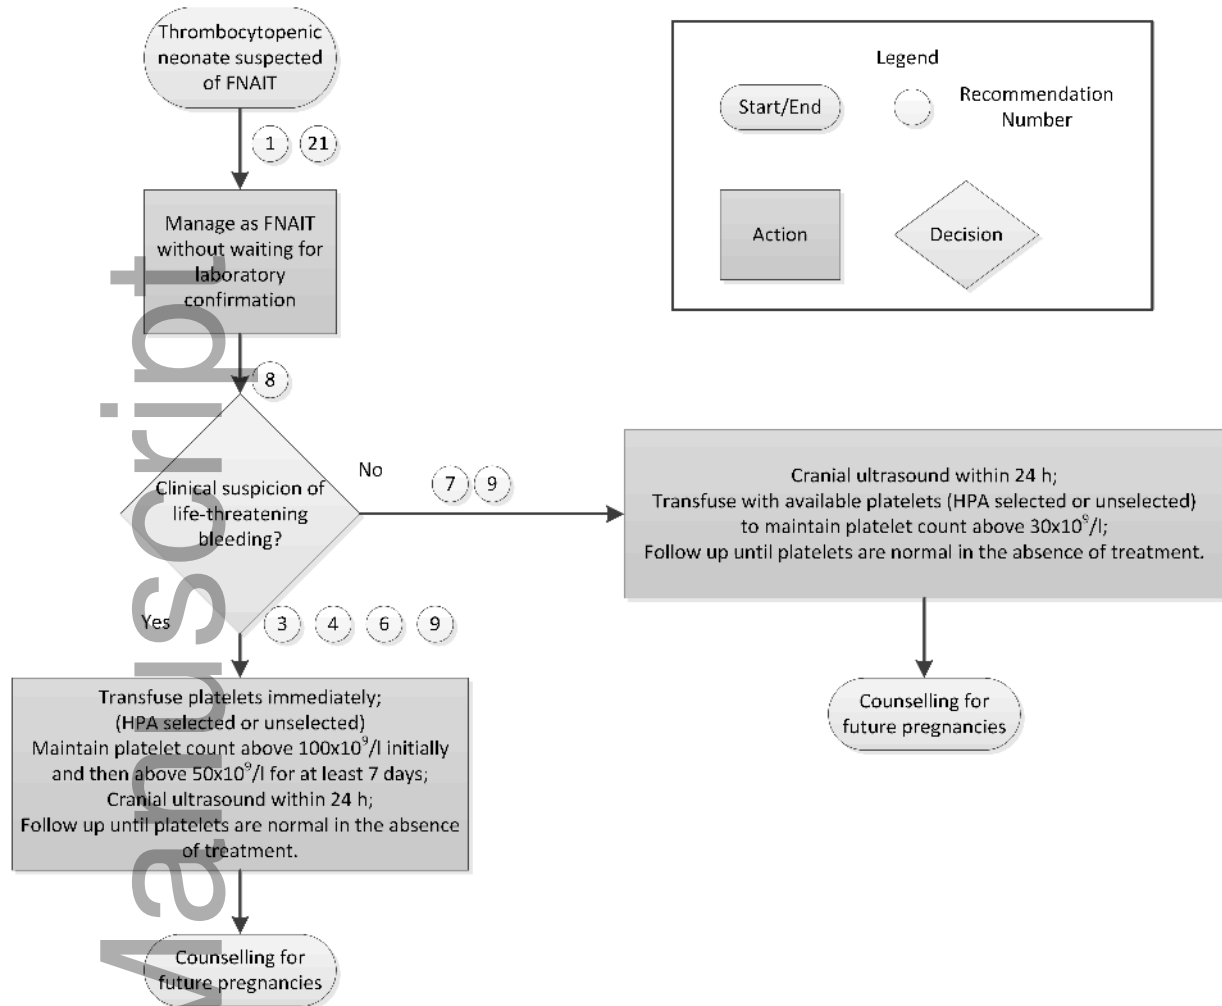 Thrombocytopenic
neonate suspected
of FNAIT
1
21
Manage as FNAIT
without waiting for
laboratory
confirmation
8
Clinical suspicion of
life-threatening
bleeding?
No
7
9
Cranial ultrasound within 24 h;
Transfuse with available platelets (HPA selected or unselected)
to maintain platelet count above 30x10⁹/l;
Follow up until platelets are normal in the absence of treatment.
Counselling for
future pregnancies
Yes
3
4
6
9
Transfuse platelets immediately;
(HPA selected or unselected)
Maintain platelet count above 100x10⁹/l initially
and then above 50x10⁹/l for at least 7 days;
Cranial ultrasound within 24 h;
Follow up until platelets are normal in the absence
of treatment.
Counselling for
future pregnancies
Legend
Start/End
Recommendation
Number
Action
Decision
Manuscript